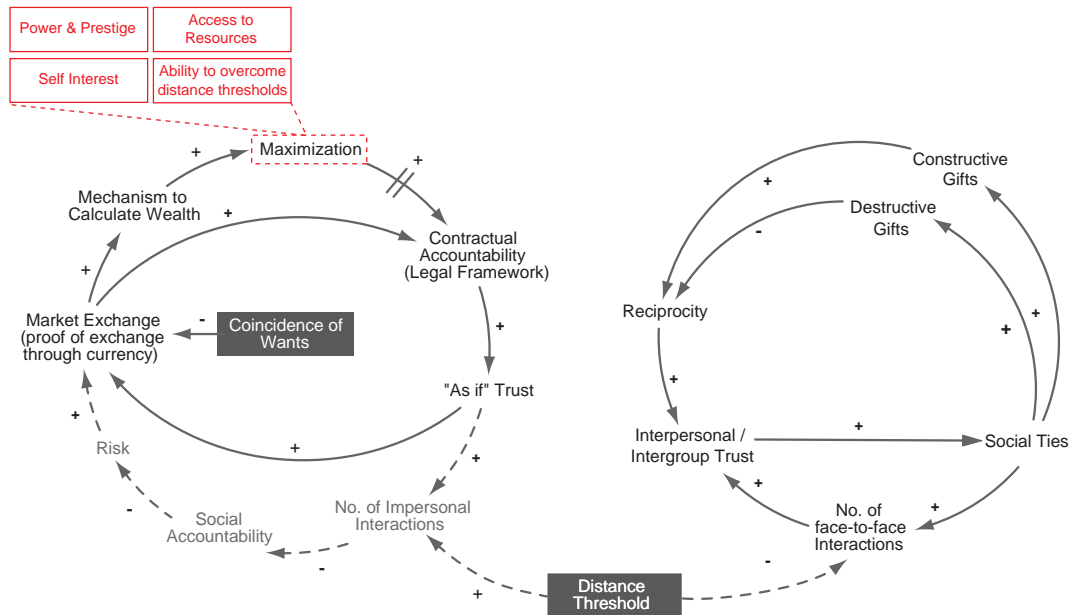 Power & Prestige
Access to
Resources
Self Interest
Ability to overcome
distance thresholds
Maximization
+
+
Mechanism to
Calculate Wealth
+
Contractual
Accountability
(Legal Framework)
+
Market Exchange
(proof of exchange
through currency)
-
Coincidence of
Wants
+
"As if" Trust
+
+
Risk
+
-
Social
Accountability
No. of Impersonal
Interactions
-
+
Distance
Threshold
-
Constructive
Gifts
+
Destructive
Gifts
-
Reciprocity
+
+
+
Interpersonal /
Intergroup Trust
+
Social Ties
+
+
No. of
face-to-face
Interactions